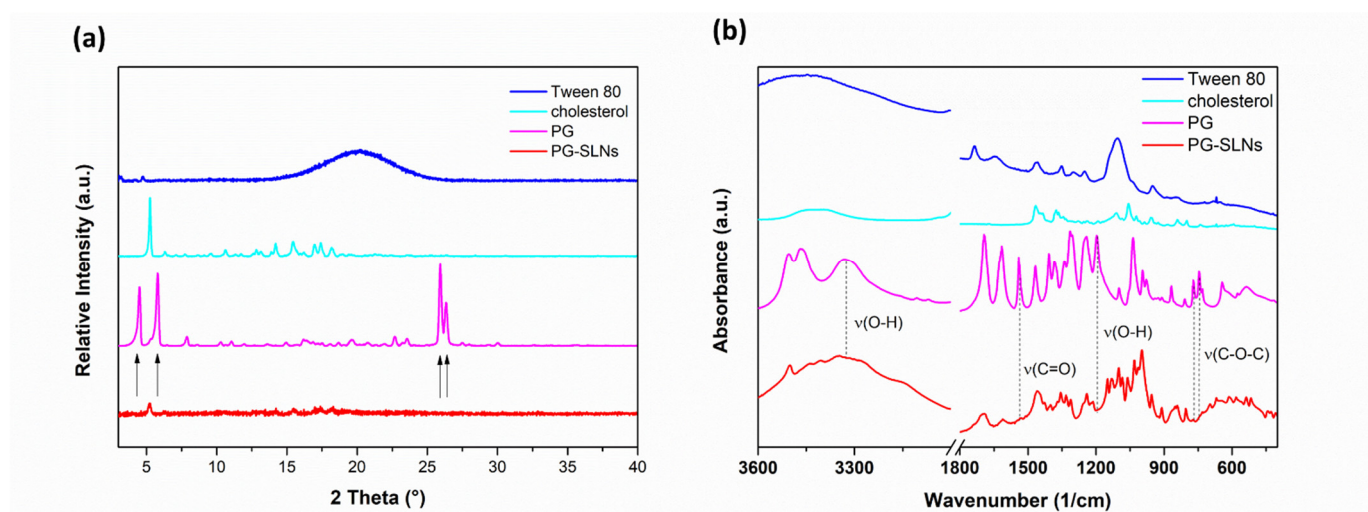 (a)
Tween 80
cholesterol
PG
PG-SLNs
Relative Intensity (a.u.)
5 10 15 20 25 30 35 40
2 Theta (°)
(b)
Tween 80
cholesterol
PG
PG-SLNs
Absorbance (a.u.)
ν(O-H)
ν(O-H)
ν(C=O)
ν(C-O-C)
3600 3300 1800 1500 1200 900 600
Wavenumber (1/cm)